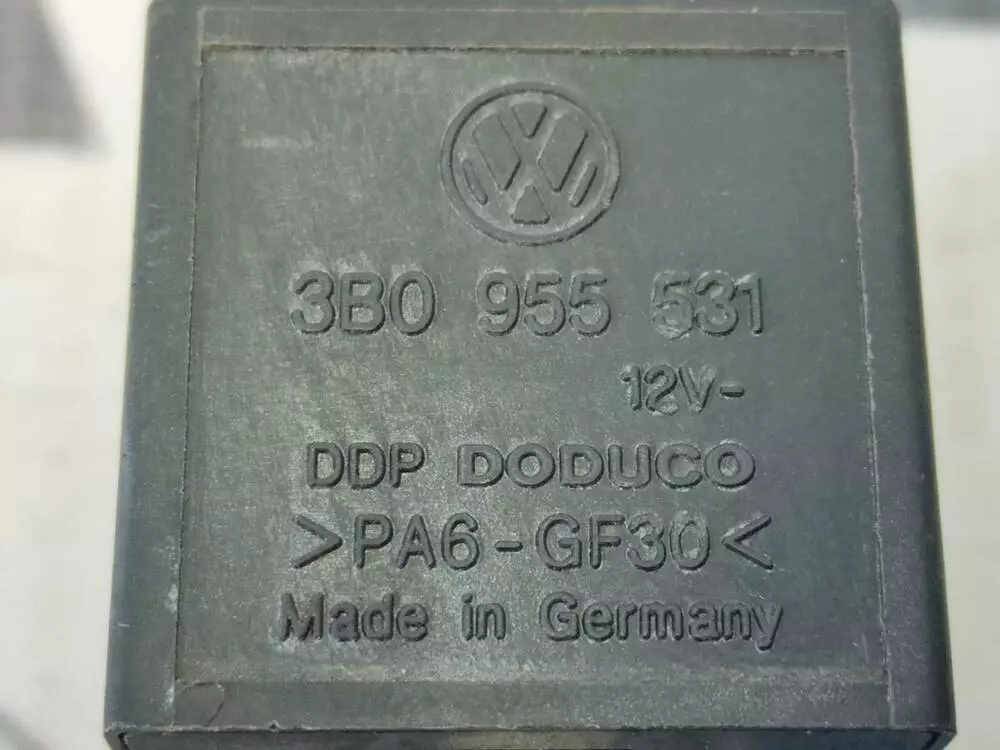 3B0 955 531
12V-
DDP DODUCO
>PA6-GF30<
Made in Germany